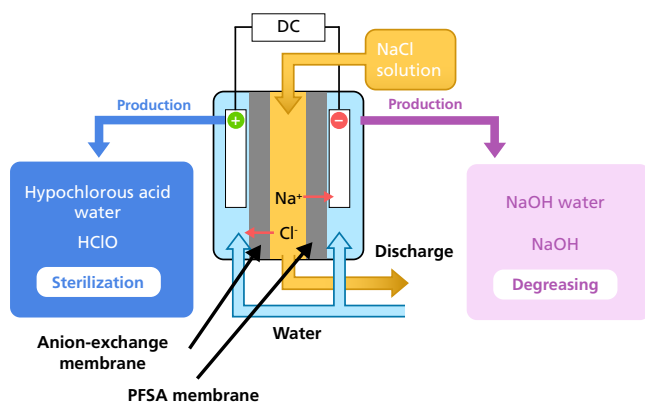 DC
NaCl
solution
Production
Production
+
−
Hypochlorous acid
water
HClO
Sterilization
Na⁺
Cl⁻
NaOH water
NaOH
Degreasing
Discharge
Water
Anion-exchange
membrane
PFSA membrane